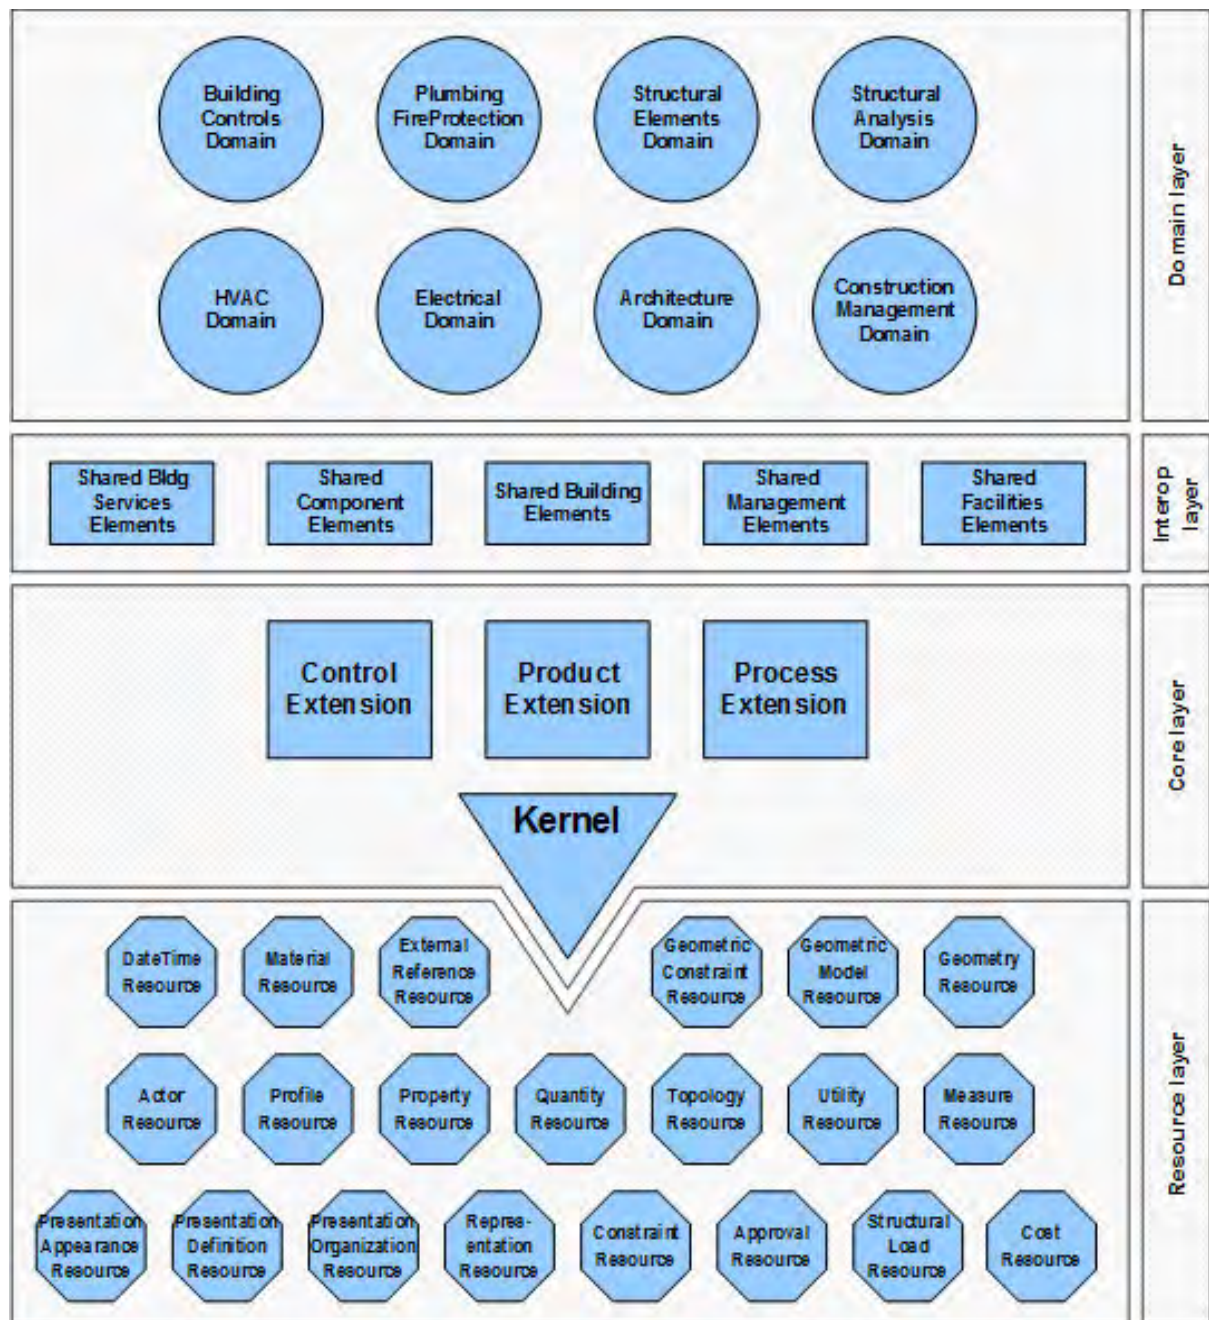 Building
Controls
Domain
Plumbing
FireProtection
Domain
Structural
Elements
Domain
Structural
Analysis
Domain
HVAC
Domain
Electrical
Domain
Architecture
Domain
Construction
Management
Domain
Domain layer
Shared Bldg
Services
Elements
Shared
Component
Elements
Shared Building
Elements
Shared
Management
Elements
Shared
Facilities
Elements
Interop
layer
Control
Extension
Product
Extension
Process
Extension
Kernel
Core layer
DateTime
Resource
Material
Resource
External
Reference
Resource
Geometric
Constraint
Resource
Geometric
Model
Resource
Geometry
Resource
Actor
Resource
Profile
Resource
Property
Resource
Quantity
Resource
Topology
Resource
Utility
Resource
Measure
Resource
Presentation
Appearance
Resource
Presentation
Definition
Resource
Presentation
Organization
Resource
Repres-
entation
Resource
Constraint
Resource
Approval
Resource
Structural
Load
Resource
Cost
Resource
Resource layer